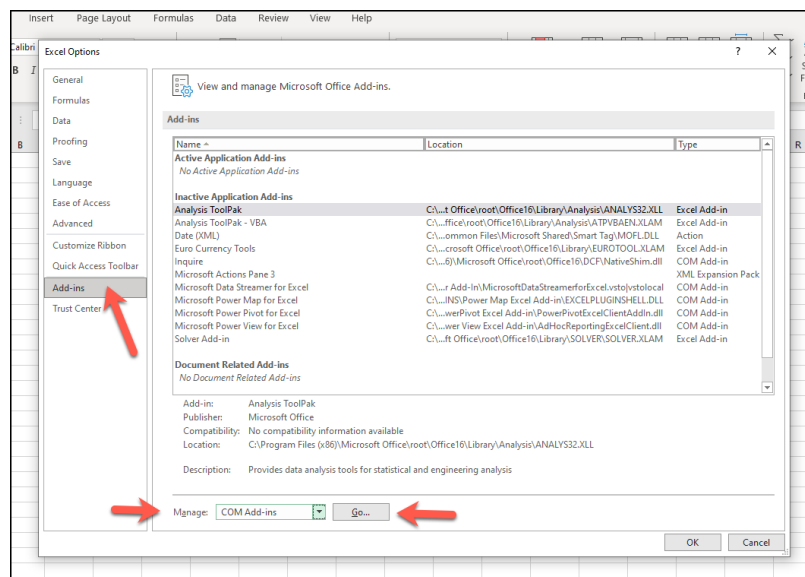 Insert Page Layout Formulas Data Review View Help
Calibri
Excel Options ? ×
B I
General
Formulas
Data
Proofing
Save
Language
Ease of Access
Advanced
Customize Ribbon
Quick Access Toolbar
Add-ins
Trust Center
View and manage Microsoft Office Add-ins.
Add-ins
Name Location Type
Active Application Add-ins
No Active Application Add-ins
Inactive Application Add-ins
Analysis ToolPak C:\...t Office\root\Office16\Library\Analysis\ANALYS32.XLL Excel Add-in
Analysis ToolPak - VBA C:\...ffice\root\Office16\Library\Analysis\ATPVBAEN.XLAM Excel Add-in
Date (XML) C:\...ommon Files\Microsoft Shared\Smart Tag\MOFL.DLL Action
Euro Currency Tools C:\...crosoft Office\root\Office16\Library\EUROTOOL.XLAM Excel Add-in
Inquire C:\...6)\Microsoft Office\root\Office16\DCF\NativeShim.dll COM Add-in
Microsoft Actions Pane 3 XML Expansion Pack
Microsoft Data Streamer for Excel C:\...r Add-In\MicrosoftDataStreamerforExcel.vsto|vstolocal COM Add-in
Microsoft Power Map for Excel C:\...INS\Power Map Excel Add-in\EXCELPLUGINSHELL.DLL COM Add-in
Microsoft Power Pivot for Excel C:\...werPivot Excel Add-in\PowerPivotExcelClientAddIn.dll COM Add-in
Microsoft Power View for Excel C:\...wer View Excel Add-in\AdHocReportingExcelClient.dll COM Add-in
Solver Add-in C:\...ft Office\root\Office16\Library\SOLVER\SOLVER.XLAM Excel Add-in
Document Related Add-ins
No Document Related Add-ins
Add-in: Analysis ToolPak
Publisher: Microsoft Office
Compatibility: No compatibility information available
Location: C:\Program Files (x86)\Microsoft Office\root\Office16\Library\Analysis\ANALYS32.XLL
Description: Provides data analysis tools for statistical and engineering analysis
Manage: COM Add-ins Go...
OK Cancel
B
R